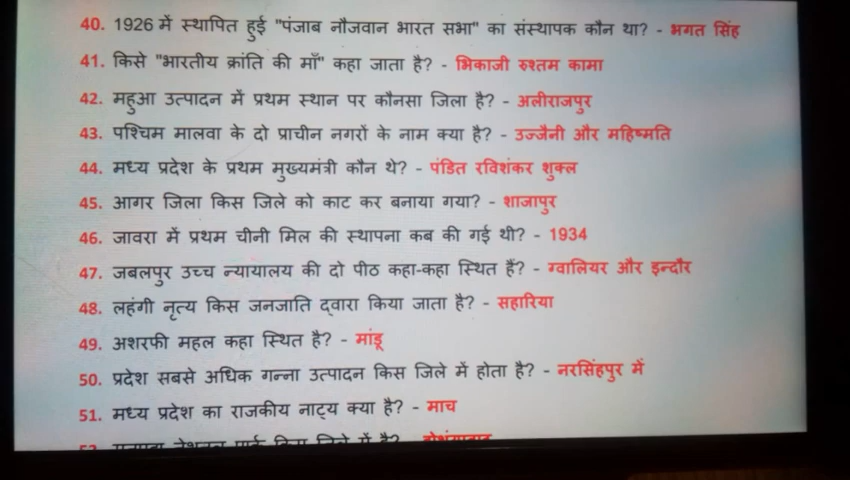 40. 1926 में स्थापित हुई "पंजाब नौजवान भारत सभा" का संस्थापक कौन था? - भगत सिंह
41. किसे "भारतीय क्रांति की माँ" कहा जाता है? - भिकाजी रुश्तम कामा
42. महुआ उत्पादन में प्रथम स्थान पर कौनसा जिला है? - अलीराजपुर
43. पश्चिम मालवा के दो प्राचीन नगरों के नाम क्या है? - उज्जैनी और महिष्मति
44. मध्य प्रदेश के प्रथम मुख्यमंत्री कौन थे? - पंडित रविशंकर शुक्ल
45. आगर जिला किस जिले को काट कर बनाया गया? - शाजापुर
46. जावरा में प्रथम चीनी मिल की स्थापना कब की गई थी? - 1934
47. जबलपुर उच्च न्यायालय की दो पीठ कहा-कहा स्थित हैं? - ग्वालियर और इन्दौर
48. लहंगी नृत्य किस जनजाति द्वारा किया जाता है? - सहारिया
49. अशरफी महल कहा स्थित है? - मांडू
50. प्रदेश सबसे अधिक गन्ना उत्पादन किस जिले में होता है? - नरसिंहपुर में
51. मध्य प्रदेश का राजकीय नाट्य क्या है? - माच